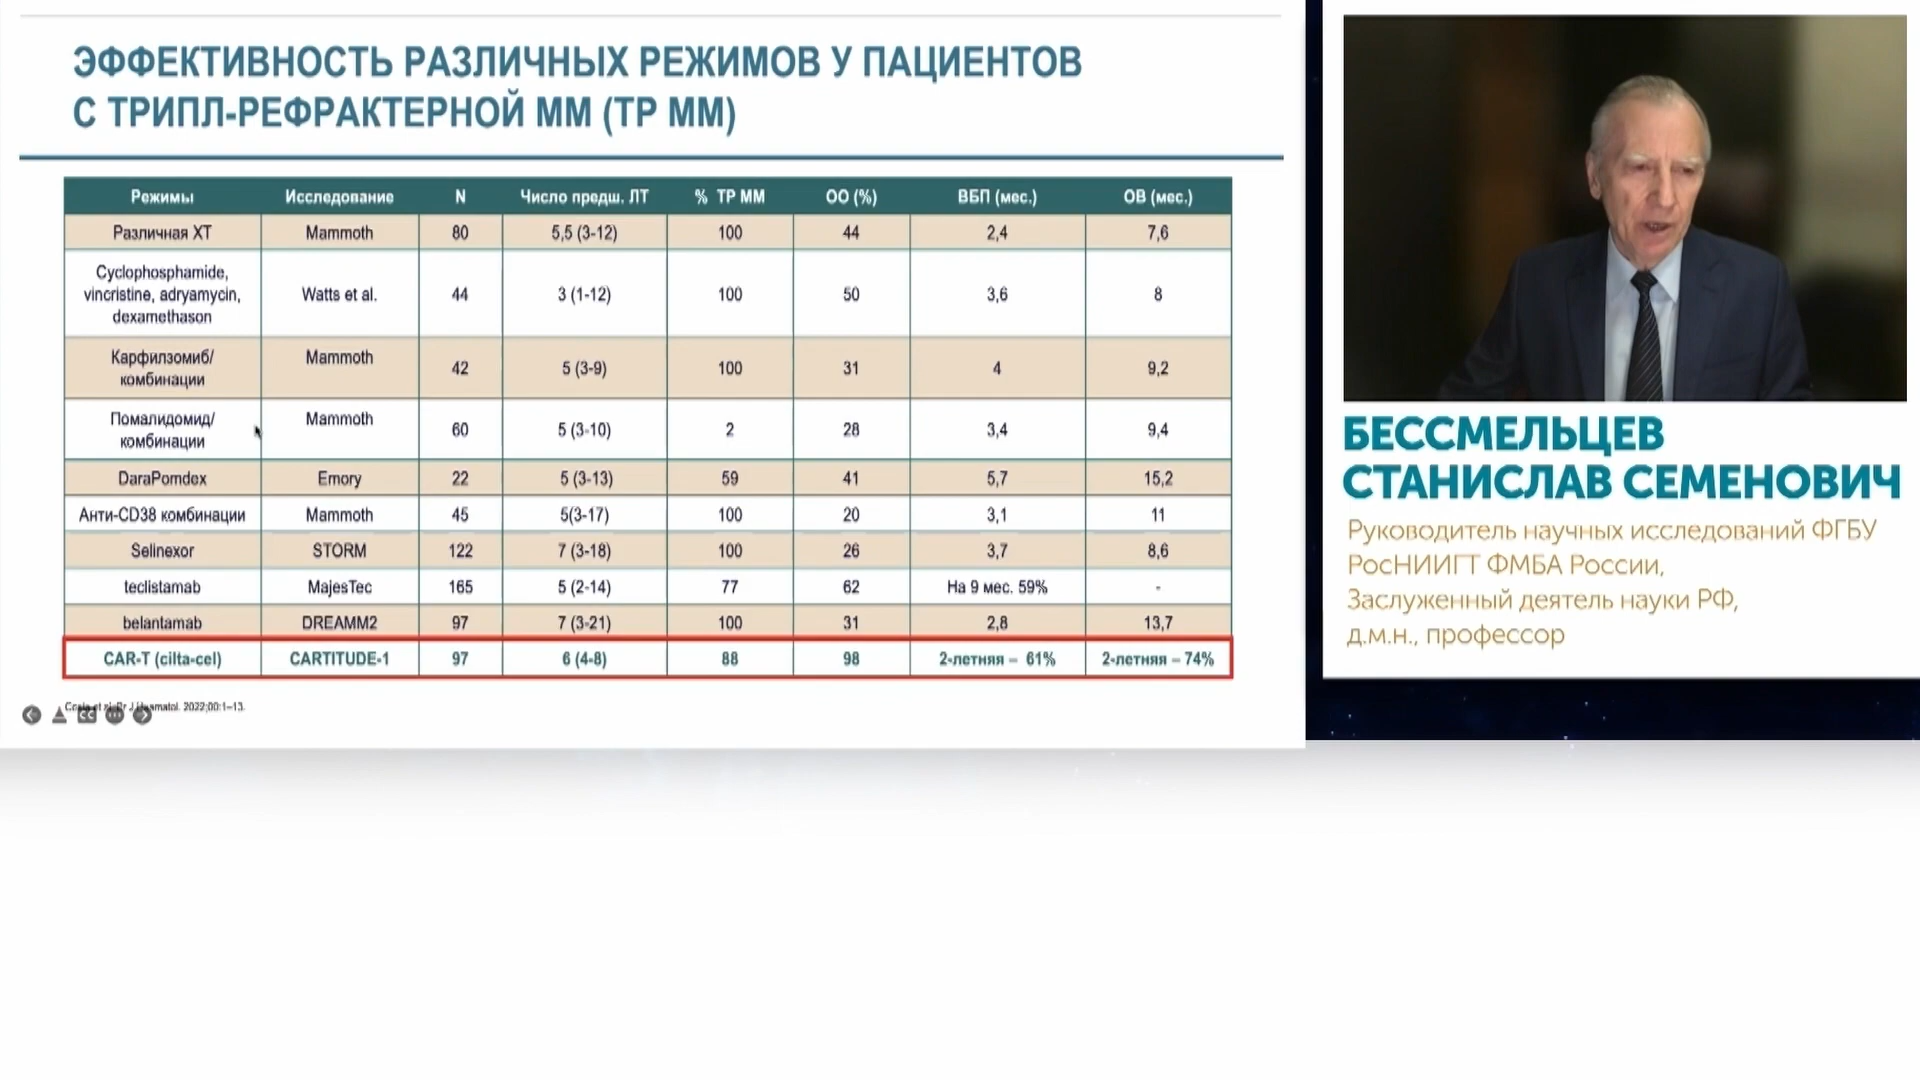 ЭФФЕКТИВНОСТЬ РАЗЛИЧНЫХ РЕЖИМОВ У ПАЦИЕНТОВ
С ТРИПЛ-РЕФРАКТЕРНОЙ ММ (ТР ММ)
Режимы Исследование N Число предш. ЛТ % ТР ММ ОО (%) ВБП (мес.) ОВ (мес.)
Различная ХТ Mammoth 80 5,5 (3-12) 100 44 2,4 7,6
Cyclophosphamide,
vincristine, adryamycin,
dexamethason
Watts et al. 44 3 (1-12) 100 50 3,6 8
Карфилзомиб/
комбинации
Mammoth 42 5 (3-9) 100 31 4 9,2
Помалидомид/
комбинации
Mammoth 60 5 (3-10) 2 28 3,4 9,4
DaraPomdex Emory 22 5 (3-13) 59 41 5,7 15,2
Анти-CD38 комбинации Mammoth 45 5(3-17) 100 20 3,1 11
Selinexor STORM 122 7 (3-18) 100 26 3,7 8,6
teclistamab MajesTec 165 5 (2-14) 77 62 На 9 мес. 59% -
belantamab DREAMM2 97 7 (3-21) 100 31 2,8 13,7
CAR-T (cilta-cel) CARTITUDE-1 97 6 (4-8) 88 98 2-летняя – 61% 2-летняя – 74%
et al. 2022;00:1–13.
БЕССМЕЛЬЦЕВ
СТАНИСЛАВ СЕМЕНОВИЧ
Руководитель научных исследований ФГБУ
РосНИИГТ ФМБА России,
Заслуженный деятель науки РФ,
д.м.н., профессор